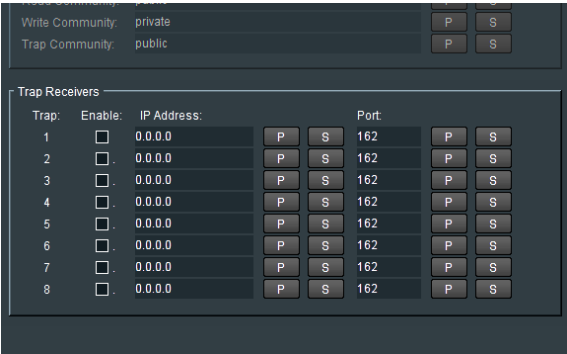 Read Community:
Write Community: private P S
Trap Community: public P S
Trap Receivers
Trap: Enable: IP Address: Port:
1 0.0.0.0 P S 162 P S
2 . 0.0.0.0 P S 162 P S
3 . 0.0.0.0 P S 162 P S
4 . 0.0.0.0 P S 162 P S
5 . 0.0.0.0 P S 162 P S
6 . 0.0.0.0 P S 162 P S
7 . 0.0.0.0 P S 162 P S
8 . 0.0.0.0 P S 162 P S